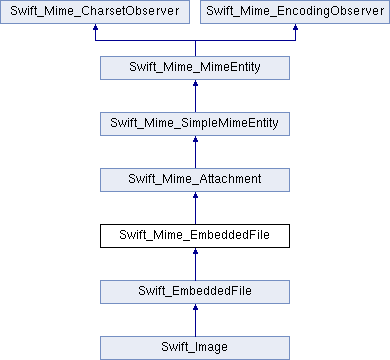 Swift_Mime_CharsetObserver
Swift_Mime_EncodingObserver
Swift_Mime_MimeEntity
Swift_Mime_SimpleMimeEntity
Swift_Mime_Attachment
Swift_Mime_EmbeddedFile
Swift_EmbeddedFile
Swift_Image